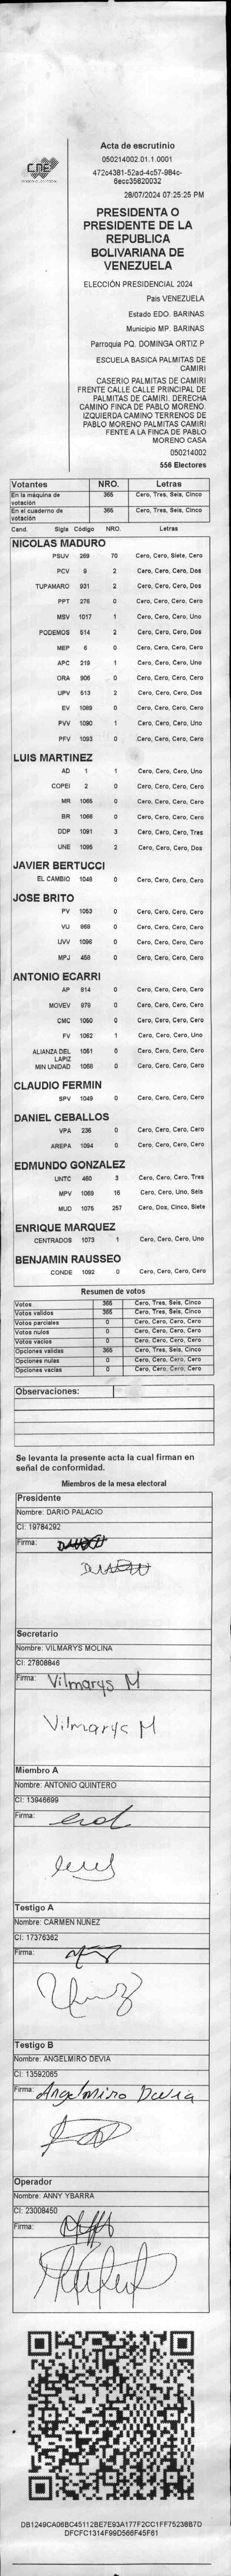 CNE
Acta de escrutinio
050214002.01.1.0001
472c4381-52ad-4c57-984c-
6ecc35620032
28/07/2024 07:25:25 PM
PRESIDENTA O
PRESIDENTE DE LA
REPUBLICA
BOLIVARIANA DE
VENEZUELA
ELECCIÓN PRESIDENCIAL 2024
País VENEZUELA
Estado EDO. BARINAS
Municipio MP. BARINAS
Parroquia PQ. DOMINGA ORTIZ P
ESCUELA BASICA PALMITAS DE
CAMIRI
CASERIO PALMITAS DE CAMIRI
FRENTE CALLE CALLE PRINCIPAL DE
PALMITAS DE CAMIRI. DERECHA
CAMINO FINCA DE PABLO MORENO.
IZQUIERDA CAMINO TERRENOS DE
PABLO MORENO PALMITAS CAMIRI
FENTE A LA FINCA DE PABLO
MORENO CASA
050214002
556 Electores
Votantes NRO. Letras
En la máquina de votación 365 Cero, Tres, Seis, Cinco
En el cuaderno de votación 365 Cero, Tres, Seis, Cinco
Cand. Sigla Código NRO. Letras
NICOLAS MADURO
PSUV 269 70 Cero, Cero, Siete, Cero
PCV 9 2 Cero, Cero, Cero, Dos
TUPAMARO 931 2 Cero, Cero, Cero, Dos
PPT 276 0 Cero, Cero, Cero, Cero
MSV 1017 1 Cero, Cero, Cero, Uno
PODEMOS 514 2 Cero, Cero, Cero, Dos
MEP 6 0 Cero, Cero, Cero, Cero
APC 219 1 Cero, Cero, Cero, Uno
ORA 906 0 Cero, Cero, Cero, Cero
UPV 513 2 Cero, Cero, Cero, Dos
EV 1089 0 Cero, Cero, Cero, Cero
PVV 1090 1 Cero, Cero, Cero, Uno
PFV 1093 0 Cero, Cero, Cero, Cero
LUIS MARTINEZ
AD 1 1 Cero, Cero, Cero, Uno
COPEI 2 0 Cero, Cero, Cero, Cero
MR 1065 0 Cero, Cero, Cero, Cero
BR 1066 0 Cero, Cero, Cero, Cero
DDP 1091 3 Cero, Cero, Cero, Tres
UNE 1095 2 Cero, Cero, Cero, Dos
JAVIER BERTUCCI
EL CAMBIO 1048 0 Cero, Cero, Cero, Cero
JOSE BRITO
PV 1053 0 Cero, Cero, Cero, Cero
VU 868 0 Cero, Cero, Cero, Cero
UVV 1096 0 Cero, Cero, Cero, Cero
MPJ 458 0 Cero, Cero, Cero, Cero
ANTONIO ECARRI
AP 814 0 Cero, Cero, Cero, Cero
MOVEV 979 0 Cero, Cero, Cero, Cero
CMC 1050 0 Cero, Cero, Cero, Cero
FV 1062 1 Cero, Cero, Cero, Uno
ALIANZA DEL LAPIZ 1051 0 Cero, Cero, Cero, Cero
MIN UNIDAD 1058 0 Cero, Cero, Cero, Cero
CLAUDIO FERMIN
SPV 1049 0 Cero, Cero, Cero, Cero
DANIEL CEBALLOS
VPA 236 0 Cero, Cero, Cero, Cero
AREPA 1094 0 Cero, Cero, Cero, Cero
EDMUNDO GONZALEZ
UNTC 460 3 Cero, Cero, Cero, Tres
MPV 1069 16 Cero, Cero, Uno, Seis
MUD 1075 257 Cero, Dos, Cinco, Siete
ENRIQUE MARQUEZ
CENTRADOS 1073 1 Cero, Cero, Cero, Uno
BENJAMIN RAUSSEO
CONDE 1092 0 Cero, Cero, Cero, Cero
Resumen de votos
Votos 365 Cero, Tres, Seis, Cinco
Votos validos 365 Cero, Tres, Seis, Cinco
Votos parciales 0 Cero, Cero, Cero, Cero
Votos nulos 0 Cero, Cero, Cero, Cero
Votos vacios 0 Cero, Cero, Cero, Cero
Opciones validas 365 Cero, Tres, Seis, Cinco
Opciones nulas 0 Cero, Cero, Cero, Cero
Opciones vacias 0 Cero, Cero, Cero, Cero
Observaciones:
Se levanta la presente acta la cual firman en
señal de conformidad.
Miembros de la mesa electoral
Presidente
Nombre: DARIO PALACIO
CI: 19784292
Firma:
Secretario
Nombre: VILMARYS MOLINA
CI: 27608846
Firma: Vilmarys M
Vilmarys M
Miembro A
Nombre: ANTONIO QUINTERO
CI: 13946699
Firma:
Testigo A
Nombre: CARMEN NUÑEZ
CI: 17376362
Firma:
Testigo B
Nombre: ANGELMIRO DEVIA
CI: 13592065
Firma: Angelmiro Devia
Operador
Nombre: ANNY YBARRA
CI: 23008450
Firma:
DB1249CA06BC45112BE7E93A177F2CC1FF75238B7D
DFCFC1314F99D566F45F61